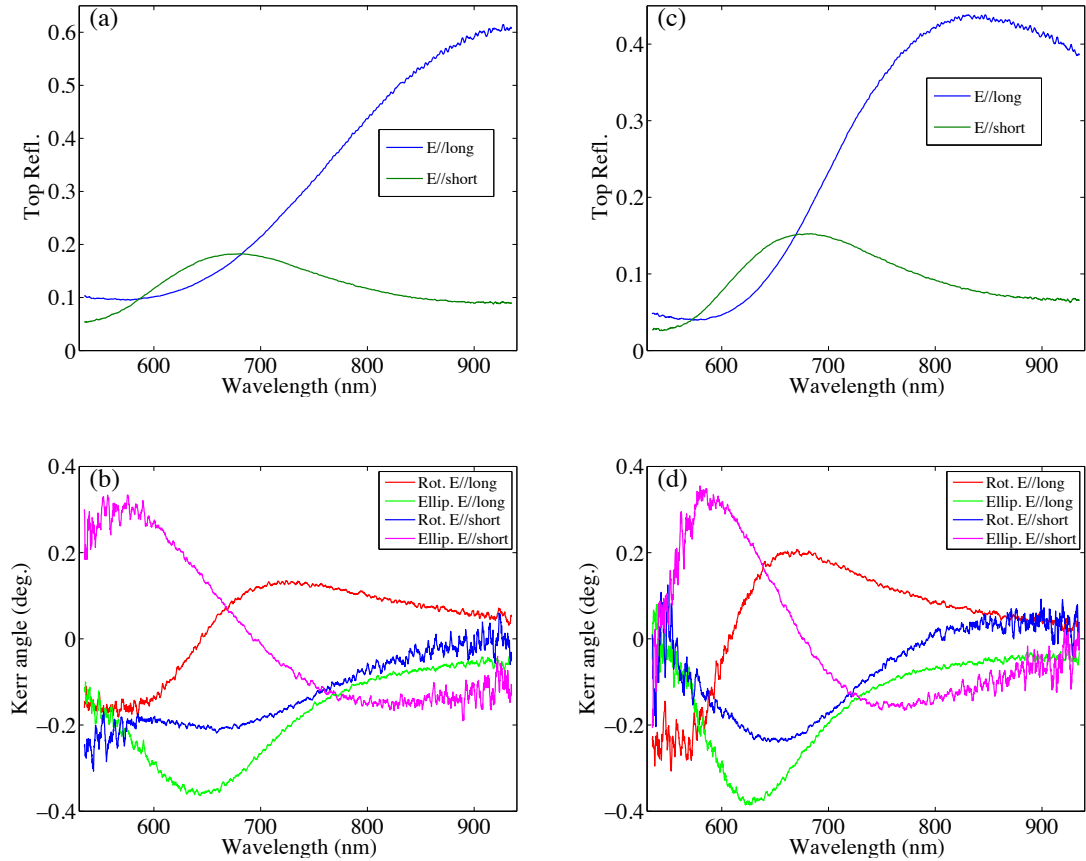 (a)
0.6
0.5
0.4
0.3
0.2
0.1
0
Top Refl.
E//long
E//short
600
700
800
900
Wavelength (nm)
(c)
0.4
0.3
0.2
0.1
0
Top Refl.
E//long
E//short
600
700
800
900
Wavelength (nm)
(b)
0.4
0.2
0
−0.2
−0.4
Kerr angle (deg.)
Rot. E//long
Ellip. E//long
Rot. E//short
Ellip. E//short
600
700
800
900
Wavelength (nm)
(d)
0.4
0.2
0
−0.2
−0.4
Kerr angle (deg.)
Rot. E//long
Ellip. E//long
Rot. E//short
Ellip. E//short
600
700
800
900
Wavelength (nm)